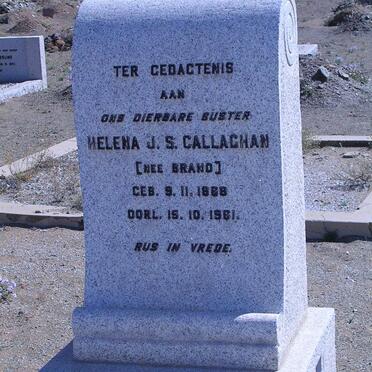 TER GEDACTENIS
AAN
ONS DIERBARE SUSTER
HELENA J. S. CALLAGHAN
[NEE BRAND]
GEB. 9. 11. 1888
OORL. 15. 10. 1961.
RUS IN VREDE.